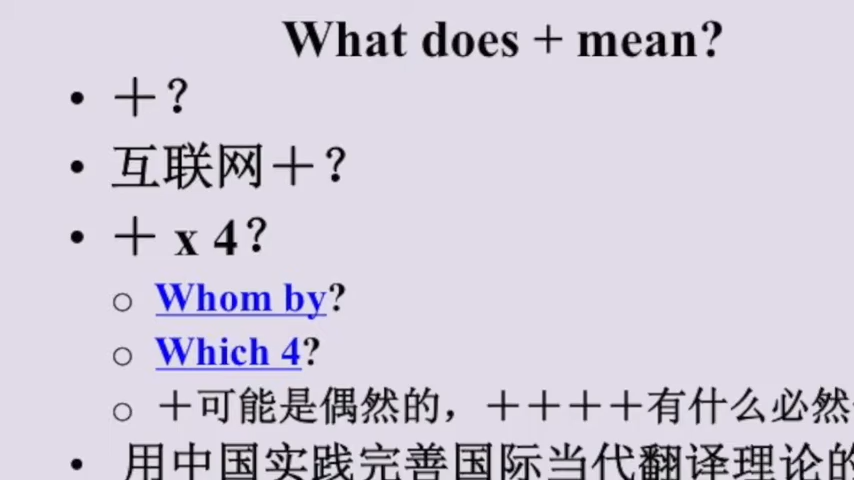 What does + mean?
• ＋？
• 互联网＋？
• ＋ x 4？
○ Whom by?
○ Which 4?
○ ＋可能是偶然的，＋＋＋＋有什么必然
• 用中国实践完善国际当代翻译理论的